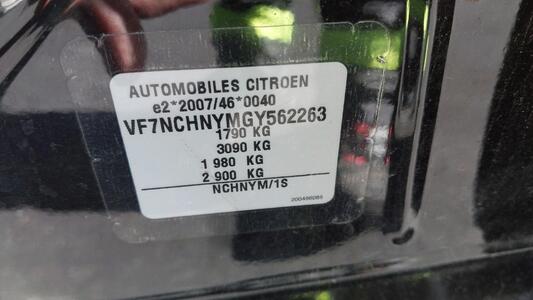 AUTOMOBILES CITROEN
e2*2007/46*0040
VF7NCHNYMGY562263
1790 KG
3090 KG
1 980 KG
2 900 KG
NCHNYM/1S